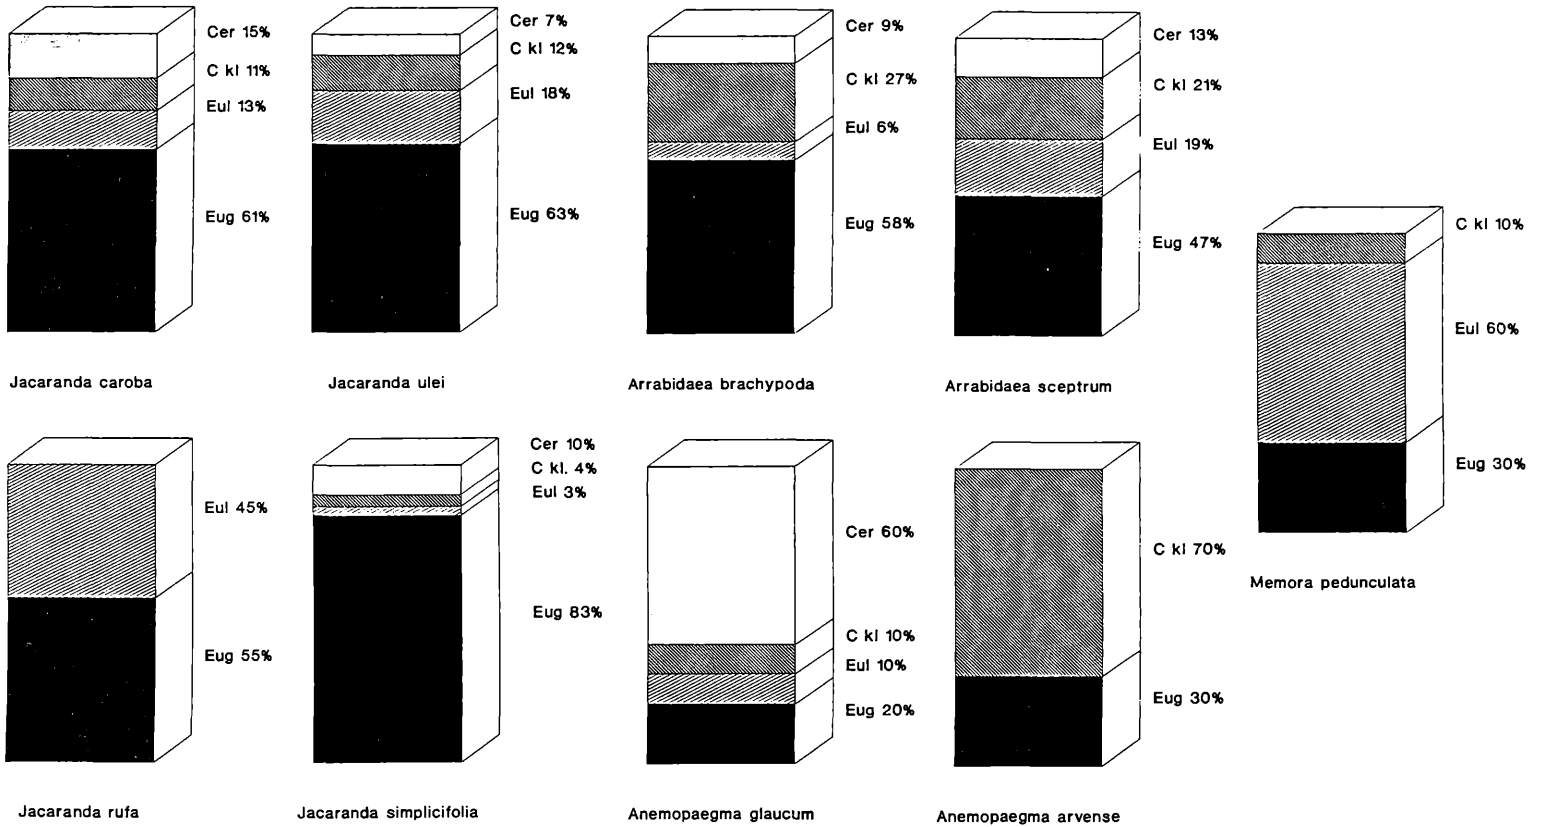 Cer 15%
C kl 11%
Eul 13%
Eug 61%
Jacaranda caroba
Cer 7%
C kl 12%
Eul 18%
Eug 63%
Jacaranda ulei
Cer 9%
C kl 27%
Eul 6%
Eug 58%
Arrabidaea brachypoda
Cer 13%
C kl 21%
Eul 19%
Eug 47%
Arrabidaea sceptrum
C kl 10%
Eul 60%
Eug 30%
Memora pedunculata
Eul 45%
Eug 55%
Jacaranda rufa
Cer 10%
C kl. 4%
Eul 3%
Eug 83%
Jacaranda simplicifolia
Cer 60%
C kl 10%
Eul 10%
Eug 20%
Anemopaegma glaucum
C kl 70%
Eug 30%
Anemopaegma arvense